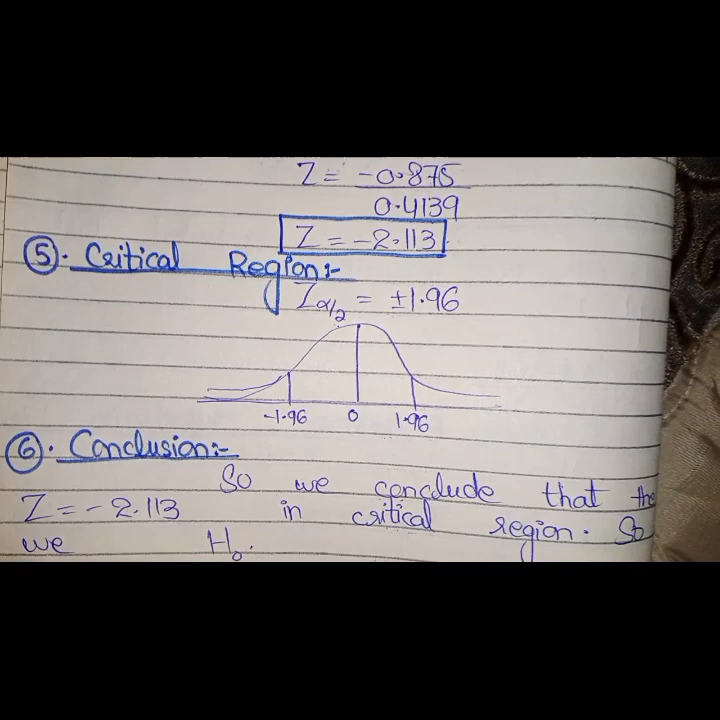 Z = -0.875
0.4139
Z = -2.113
⑤. Critical Region:-
Zα/2 = ±1.96
-1.96 0 1.96
⑥. Conclusion:-
So we conclude that the
Z = -2.113 in critical region. So
we H₀.